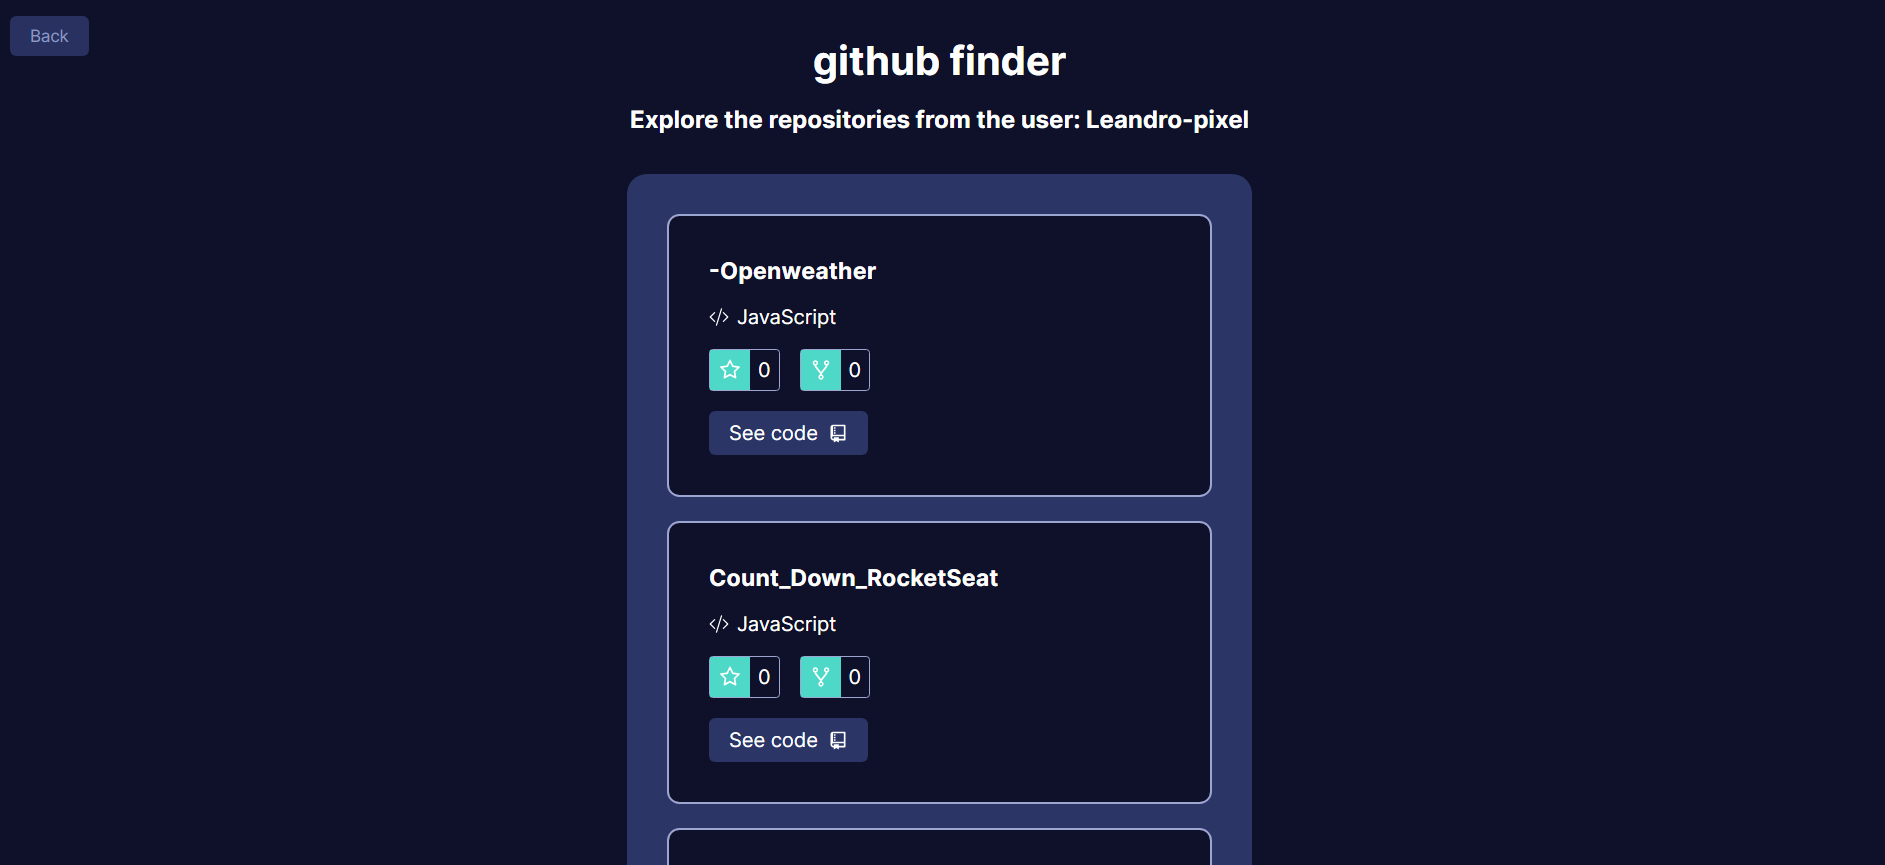 Back
github finder
Explore the repositories from the user: Leandro-pixel
-Openweather
JavaScript
0 0
See code
Count_Down_RocketSeat
JavaScript
0 0
See code